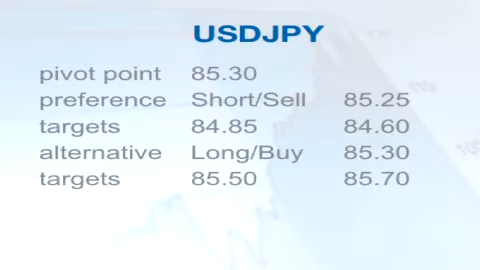 USDJPY
pivot point 85.30
preference Short/Sell 85.25
targets 84.85 84.60
alternative Long/Buy 85.30
targets 85.50 85.70